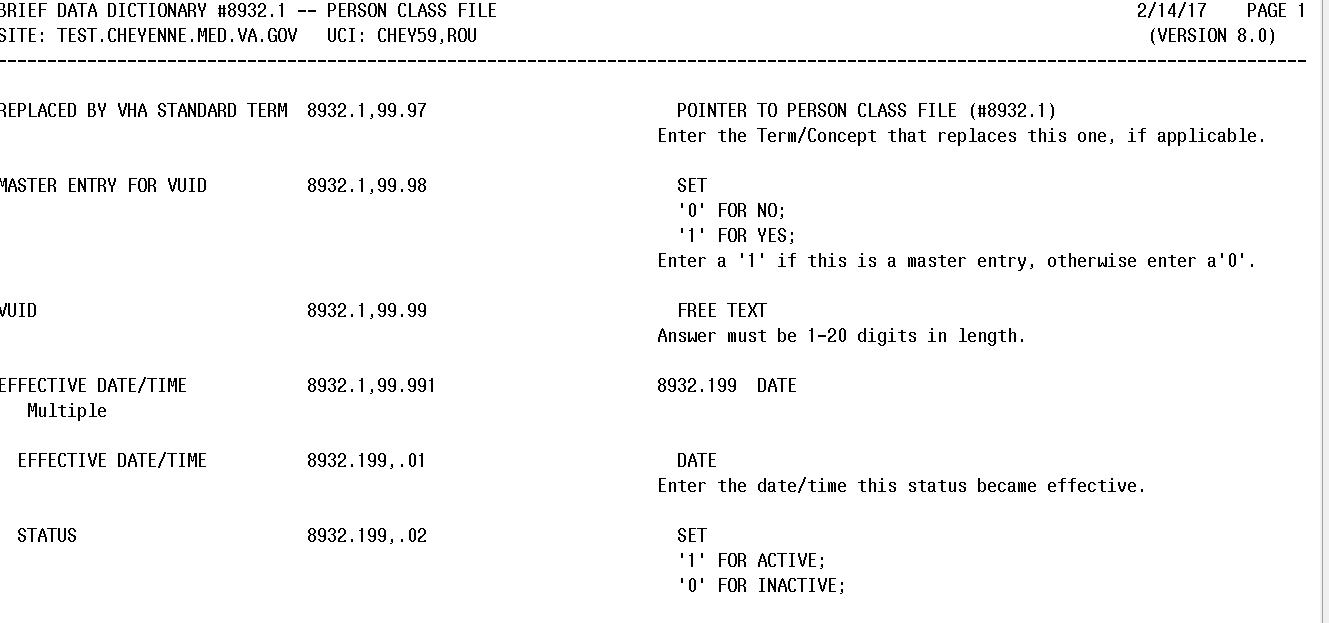 BRIEF DATA DICTIONARY #8932.1 -- PERSON CLASS FILE 2/14/17 PAGE 1
SITE: TEST.CHEYENNE.MED.VA.GOV UCI: CHEY59,ROU (VERSION 8.0)
REPLACED BY VHA STANDARD TERM 8932.1,99.97 POINTER TO PERSON CLASS FILE (#8932.1)
Enter the Term/Concept that replaces this one, if applicable.
MASTER ENTRY FOR VUID 8932.1,99.98 SET
'0' FOR NO;
'1' FOR YES;
Enter a '1' if this is a master entry, otherwise enter a'0'.
VUID 8932.1,99.99 FREE TEXT
Answer must be 1-20 digits in length.
EFFECTIVE DATE/TIME 8932.1,99.991 8932.199 DATE
Multiple
EFFECTIVE DATE/TIME 8932.199,.01 DATE
Enter the date/time this status became effective.
STATUS 8932.199,.02 SET
'1' FOR ACTIVE;
'0' FOR INACTIVE;